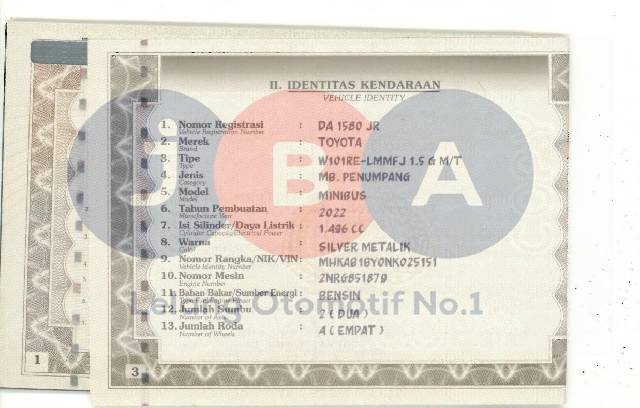 II. IDENTITAS KENDARAAN
VEHICLE IDENTITY
1. Nomor Registrasi : DA 1580 JR
Vehicle Registration Number
2. Merek : TOYOTA
Brand
3. Tipe : W101RE-LMMFJ 1.5 G M/T
Type
4. Jenis : MB. PENUMPANG
Category
5. Model : MINIBUS
Model
6. Tahun Pembuatan : 2022
Manufacture Year
7. Isi Silinder/Daya Listrik : 1.496 CC
Cylinder Capacity/Electrical Power
8. Warna : SILVER METALIK
Color
9. Nomor Rangka/NIK/VIN : MHKAB1BY0NK025151
Vehicle Identity Number
10. Nomor Mesin : 2NRG851879
Engine Number
11. Bahan Bakar/Sumber Energi : BENSIN
12. Jumlah Sumbu : 2 ( DUA )
Number of Axle
13. Jumlah Roda : 4 ( EMPAT )
Number of Wheels
JBA
Lelang Otomotif No.1
1
3